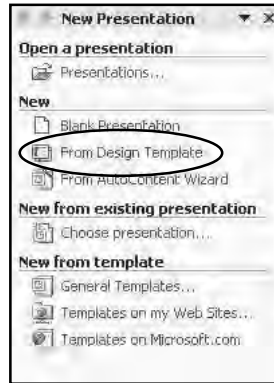 New Presentation
Open a presentation
Presentations...
New
Blank Presentation
From Design Template
From AutoContent Wizard
New from existing presentation
Choose presentation...
New from template
General Templates...
Templates on my Web Sites...
Templates on Microsoft.com